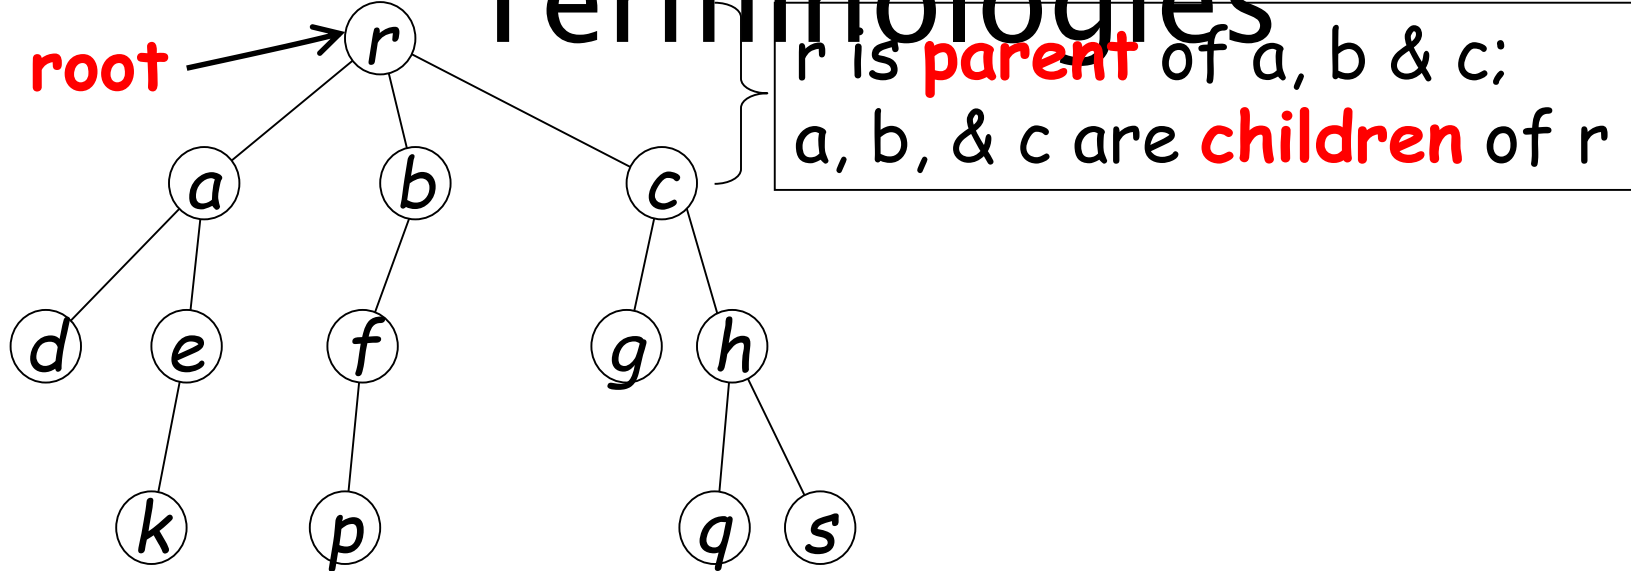 Terminologies
r
root
r is parent of a, b & c;
a, b, & c are children of r
a b c
d e f g h
k p q s